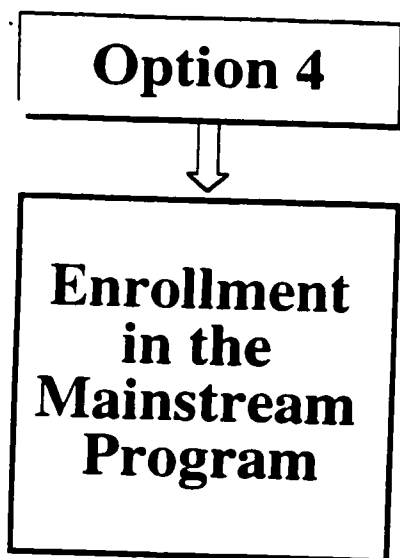 Option 4
Enrollment
in the
Mainstream
Program